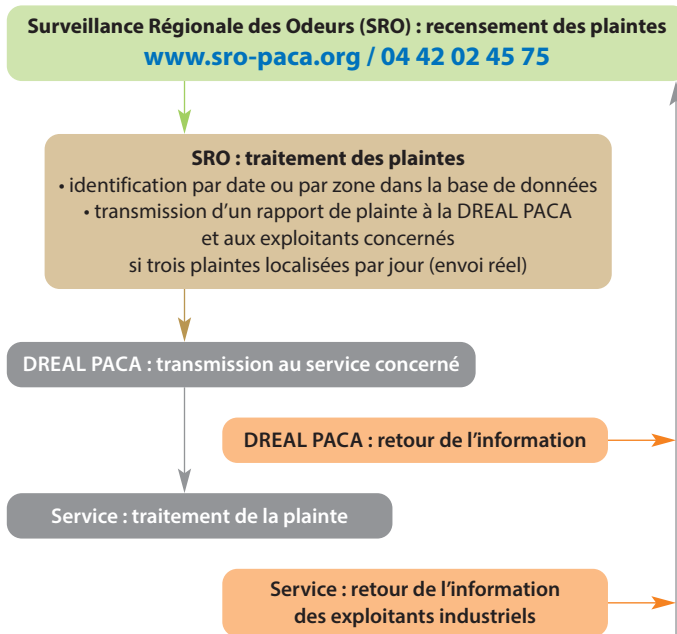 Surveillance Régionale des Odeurs (SRO) : recensement des plaintes
www.sro-paca.org / 04 42 02 45 75
SRO : traitement des plaintes
• identification par date ou par zone dans la base de données
• transmission d’un rapport de plainte à la DREAL PACA
et aux exploitants concernés
si trois plaintes localisées par jour (envoi réel)
DREAL PACA : transmission au service concerné
DREAL PACA : retour de l’information
Service : traitement de la plainte
Service : retour de l’information
des exploitants industriels